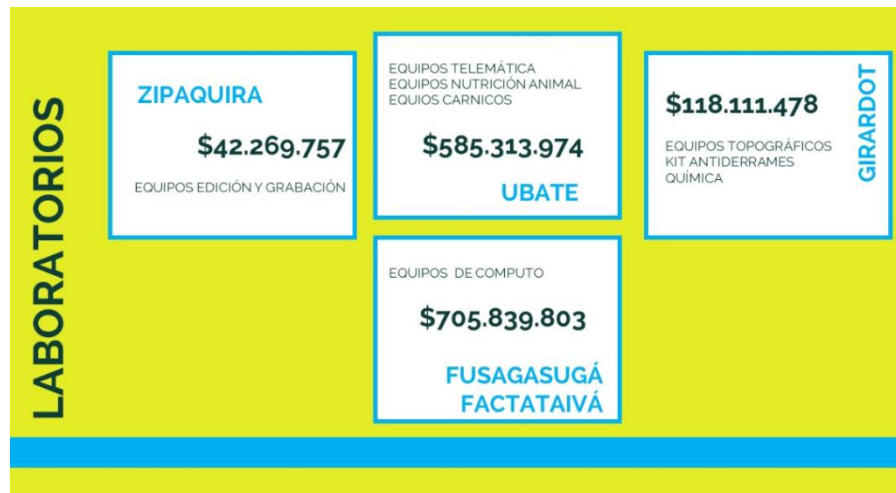 LABORATORIOS
ZIPAQUIRA
$42.269.757
EQUIPOS EDICIÓN Y GRABACIÓN
EQUIPOS TELEMÁTICA
EQUIPOS NUTRICIÓN ANIMAL
EQUIOS CARNICOS
$585.313.974
UBATE
$118.111.478
EQUIPOS TOPOGRÁFICOS
KIT ANTIDERRAMES
QUÍMICA
GIRARDOT
EQUIPOS DE COMPUTO
$705.839.803
FUSAGASUGÁ
FACTATAIVÁ